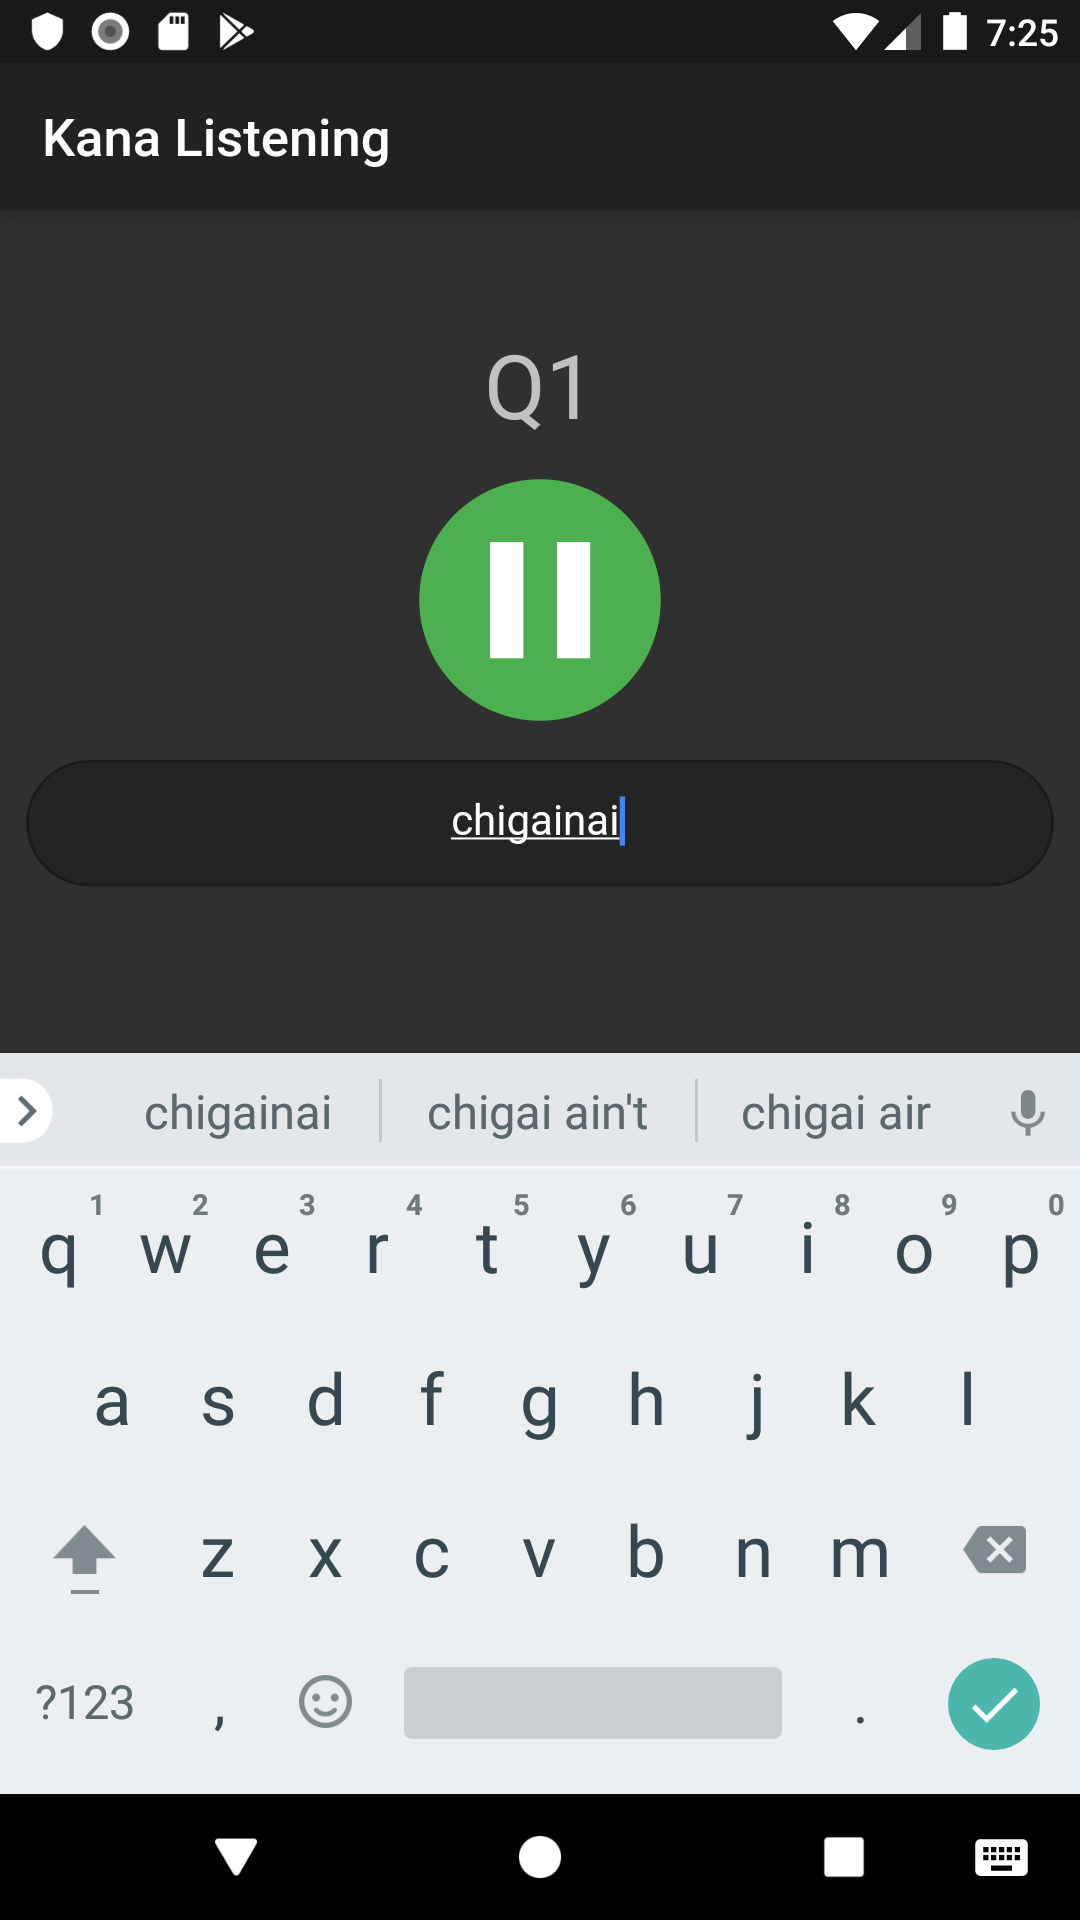 7:25
Kana Listening
Q1
chigainai
chigainai chigai ain't chigai air
1 2 3 4 5 6 7 8 9 0
q w e r t y u i o p
a s d f g h j k l
z x c v b n m
?123 , .